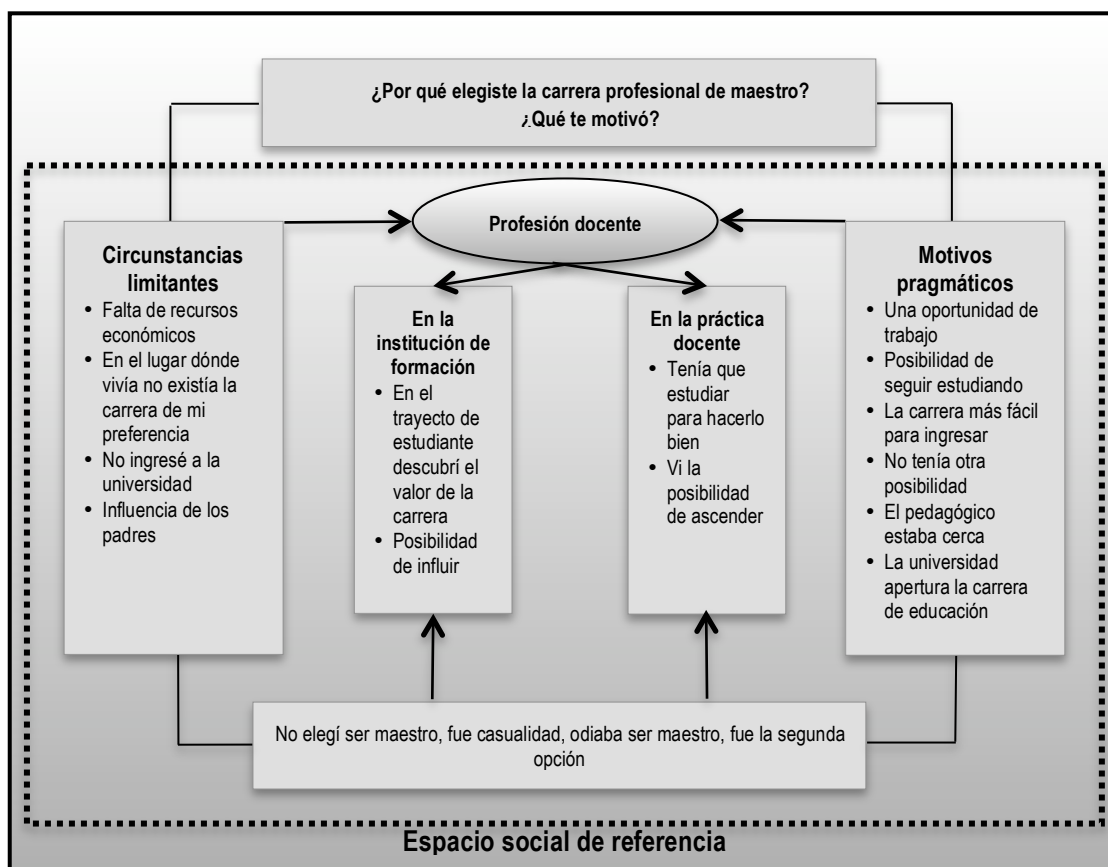 ¿Por qué elegiste la carrera profesional de maestro?
¿Qué te motivó?
Profesión docente
Circunstancias
limitantes
• Falta de recursos
económicos
• En el lugar dónde
vivía no existía la
carrera de mi
preferencia
• No ingresé a la
universidad
• Influencia de los
padres
En la
institución de
formación
• En el
trayecto de
estudiante
descubrí el
valor de la
carrera
• Posibilidad
de influir
En la práctica
docente
• Tenía que
estudiar
para hacerlo
bien
• Vi la
posibilidad
de ascender
Motivos
pragmáticos
• Una oportunidad de
trabajo
• Posibilidad de
seguir estudiando
• La carrera más fácil
para ingresar
• No tenía otra
posibilidad
• El pedagógico
estaba cerca
• La universidad
apertura la carrera
de educación
No elegí ser maestro, fue casualidad, odiaba ser maestro, fue la segunda
opción
Espacio social de referencia